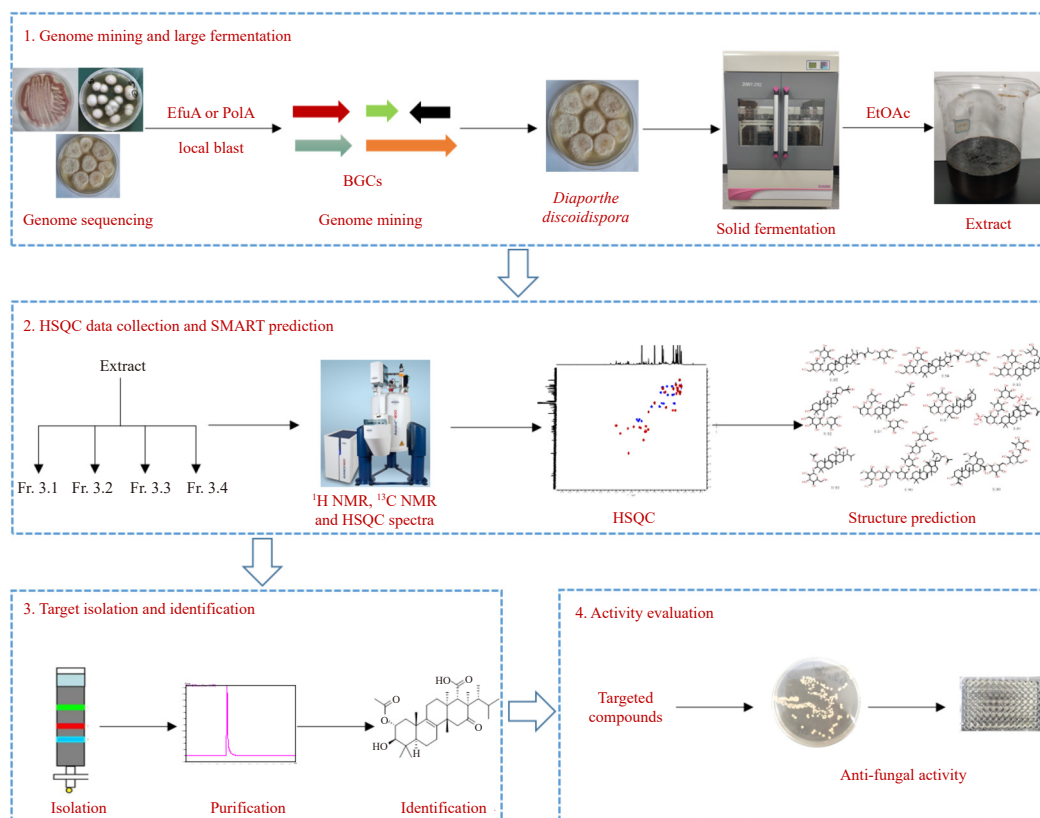 1. Genome mining and large fermentation
EfuA or PolA
local blast
EtOAc
BGCs
Genome sequencing
Genome mining
Diaporthe
discoidispora
Solid fermentation
Extract
2. HSQC data collection and SMART prediction
Extract
Fr. 3.1
Fr. 3.2
Fr. 3.3
Fr. 3.4
¹H NMR, ¹³C NMR
and HSQC spectra
HSQC
Structure prediction
3. Target isolation and identification
HO
O
O
O
O
HO
H
Isolation
Purification
Identification
4. Activity evaluation
Targeted
compounds
Anti-fungal activity